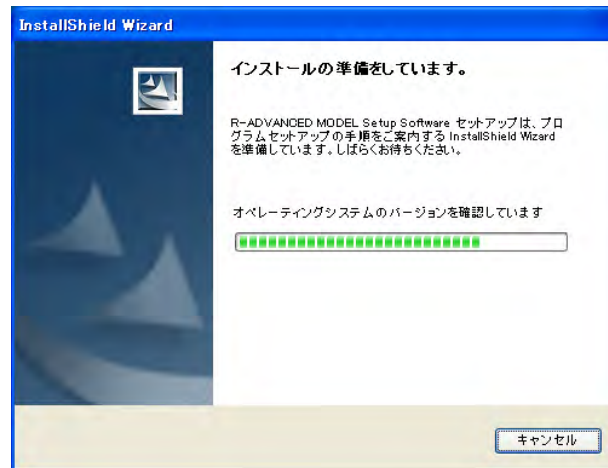 InstallShield Wizard
インストールの準備をしています。
R-ADVANCED MODEL Setup Software セットアップは、プロ
グラムセットアップの手順をご案内する InstallShield Wizard
を準備しています。しばらくお待ちください。
オペレーティングシステムのバージョンを確認しています
キャンセル